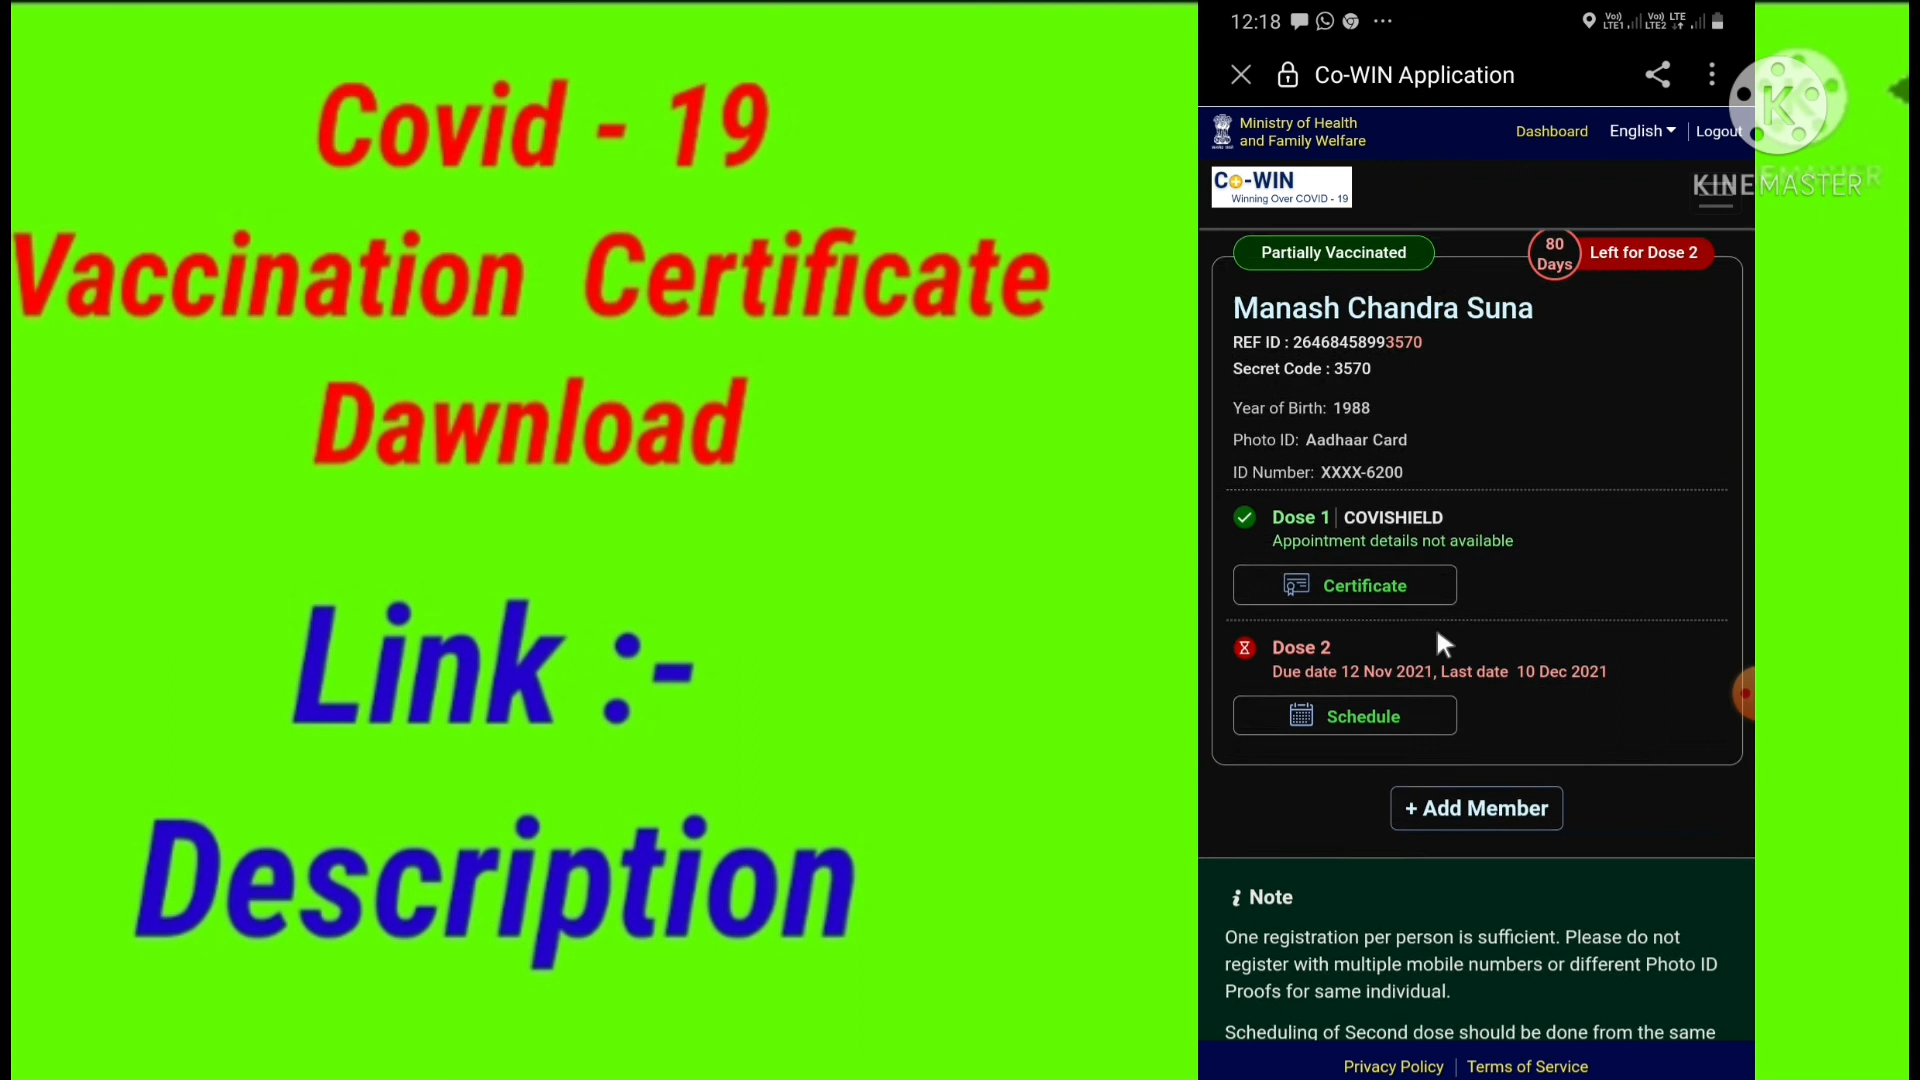 Covid - 19
Vaccination Certificate
Dawnload
Link :-
Description
12:18
Vo) LTE1 Vo) LTE LTE2
Co-WIN Application
Ministry of Health
and Family Welfare
Dashboard English Logout
K
KINEMASTER
Co-WIN
Winning Over COVID - 19
Partially Vaccinated 80 Days Left for Dose 2
Manash Chandra Suna
REF ID : 26468458993570
Secret Code : 3570
Year of Birth: 1988
Photo ID: Aadhaar Card
ID Number: XXXX-6200
Dose 1 | COVISHIELD
Appointment details not available
Certificate
Dose 2
Due date 12 Nov 2021, Last date 10 Dec 2021
Schedule
+ Add Member
i Note
One registration per person is sufficient. Please do not
register with multiple mobile numbers or different Photo ID
Proofs for same individual.
Scheduling of Second dose should be done from the same
Privacy Policy | Terms of Service